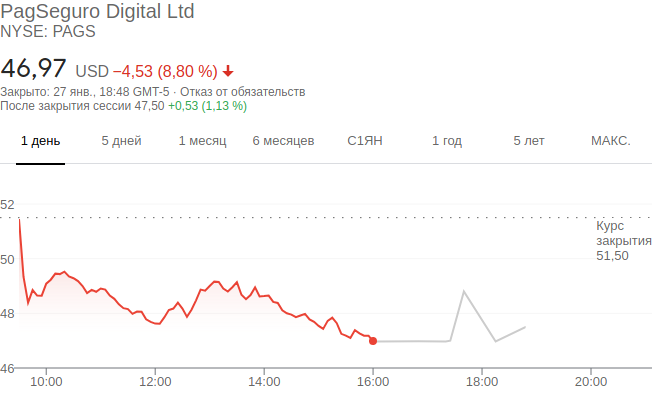 PagSeguro Digital Ltd
NYSE: PAGS
46,97 USD −4,53 (8,80 %)
Закрыто: 27 янв., 18:48 GMT-5 · Отказ от обязательств
После закрытия сессии 47,50 +0,53 (1,13 %)
1 день 5 дней 1 месяц 6 месяцев С1ЯН 1 год 5 лет МАКС.
52
Курс
закрытия
51,50
50
48
46
10:00 12:00 14:00 16:00 18:00 20:00